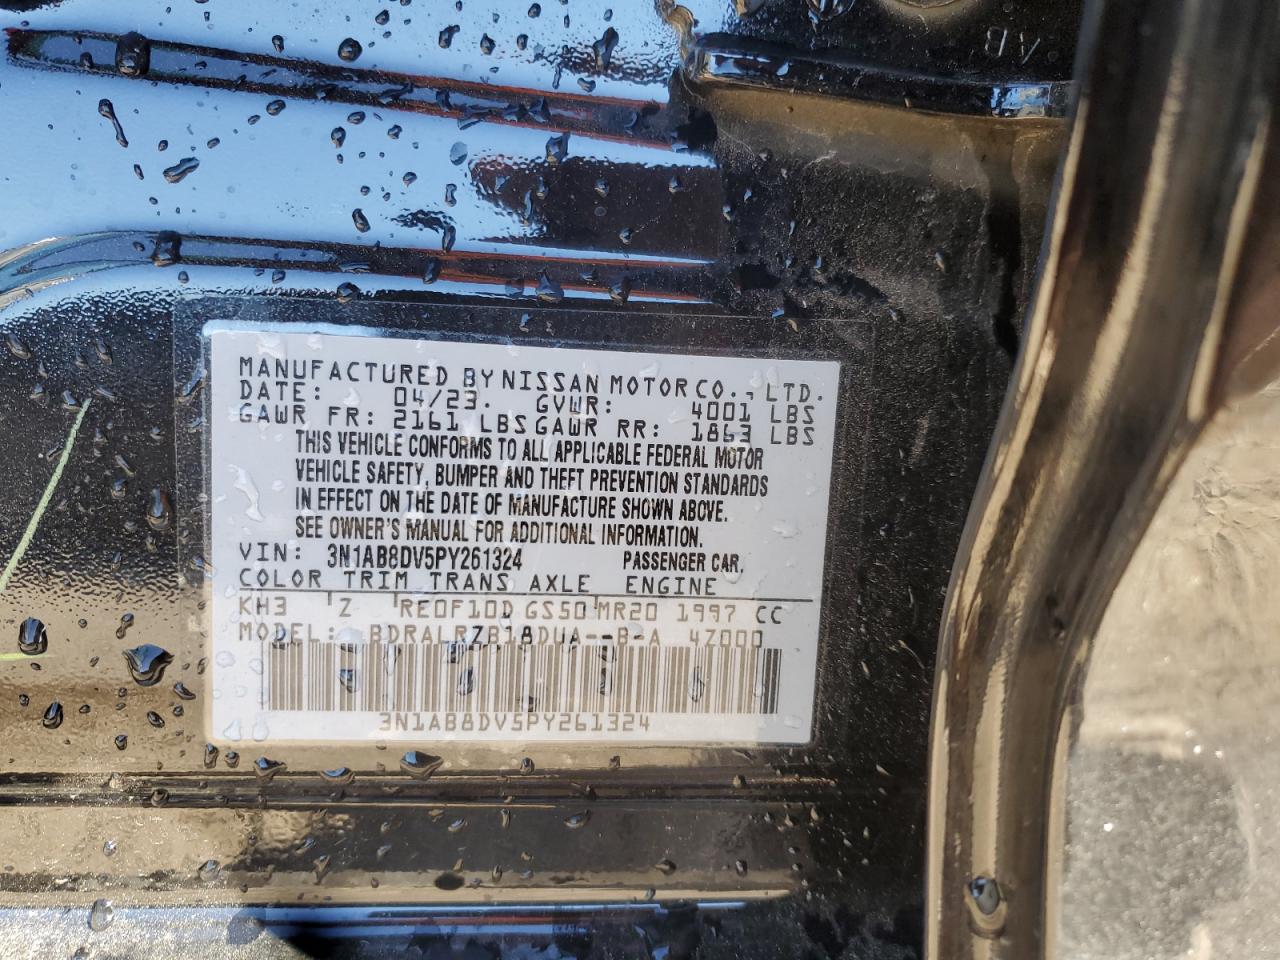 MANUFACTURED BY NISSAN MOTOR CO., LTD.
DATE: 04/23. GVWR: 4001 LBS
GAWR FR: 2161 LBS GAWR RR: 1863 LBS
THIS VEHICLE CONFORMS TO ALL APPLICABLE FEDERAL MOTOR
VEHICLE SAFETY, BUMPER AND THEFT PREVENTION STANDARDS
IN EFFECT ON THE DATE OF MANUFACTURE SHOWN ABOVE.
SEE OWNER'S MANUAL FOR ADDITIONAL INFORMATION.
VIN: 3N1AB8DV5PY261324 PASSENGER CAR.
COLOR TRIM TRANS AXLE ENGINE
KH3 Z RE0F10D GS50 MR20 1997 CC
MODEL: BDRALRZB18DUA--B-A 4Z000
3N1AB8DV5PY261324